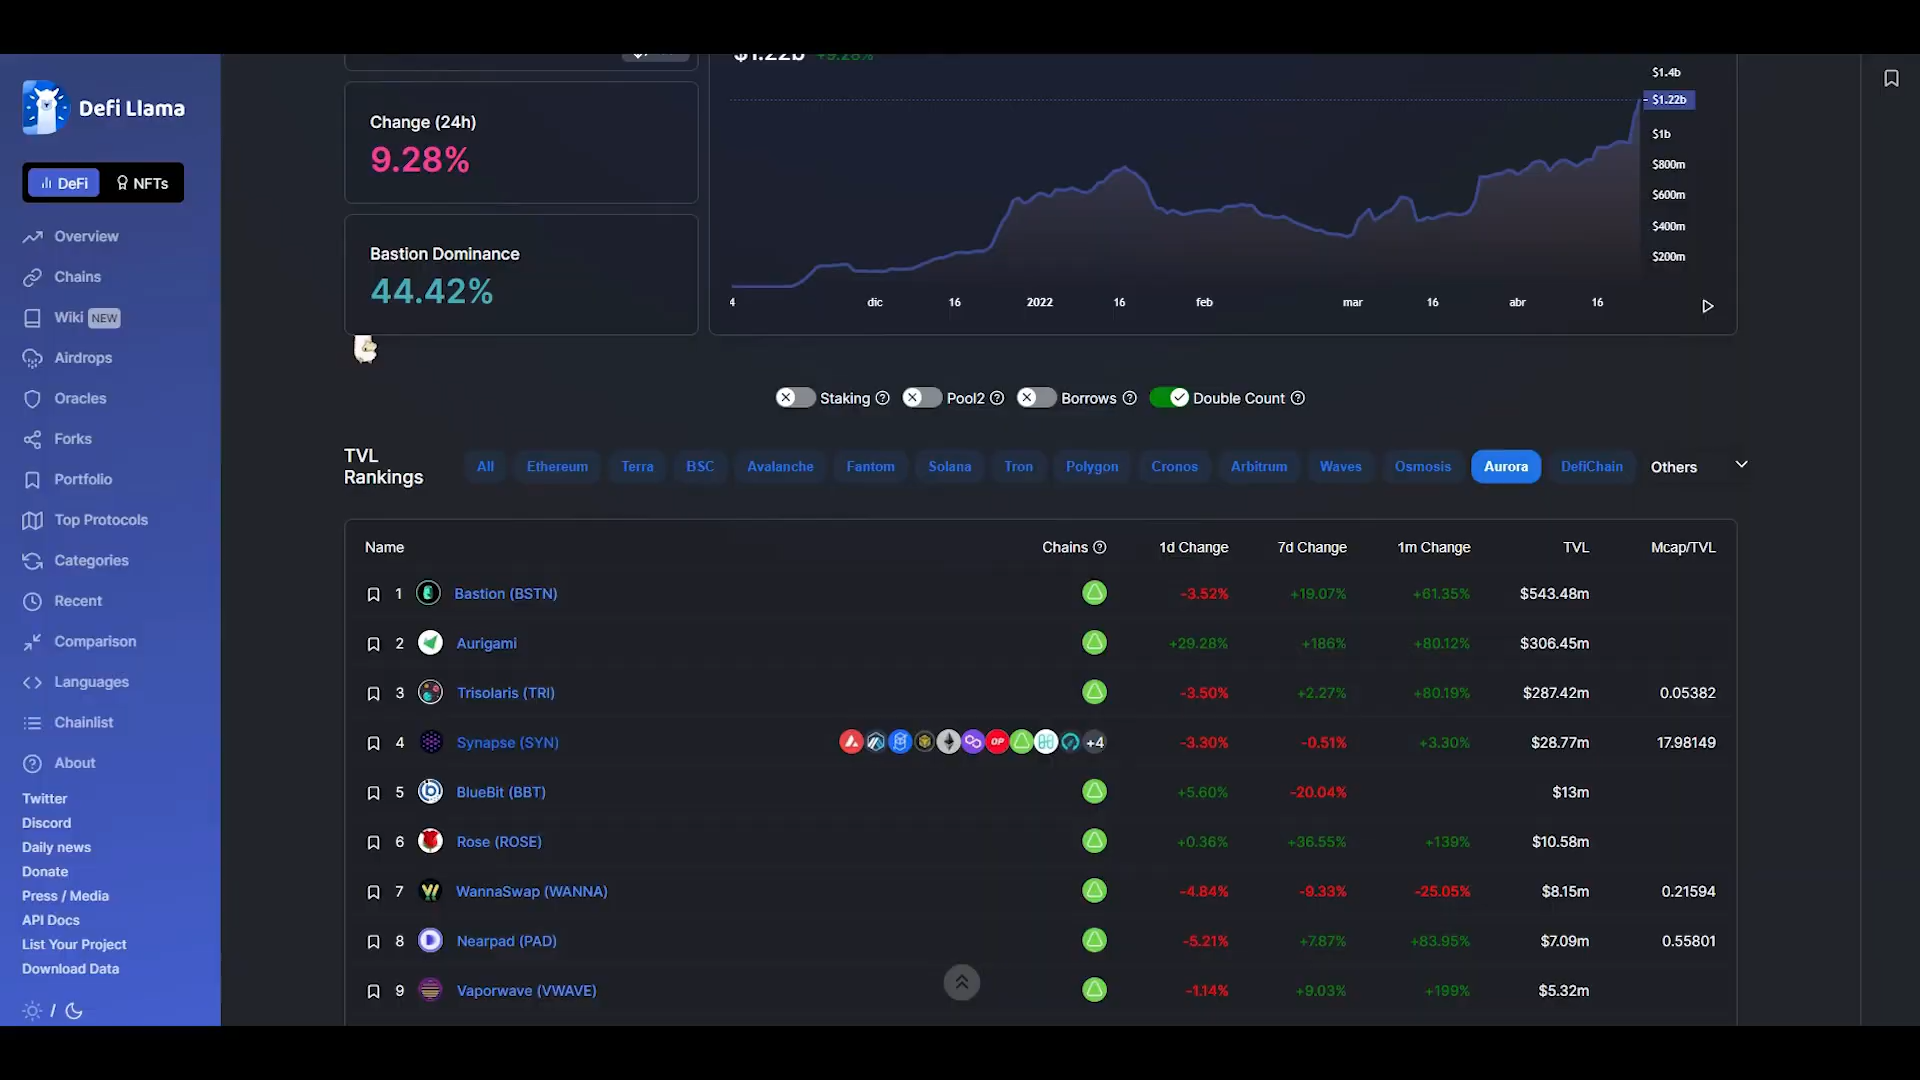 Defi Llama
DeFi
NFTs
Overview
Chains
Wiki NEW
Airdrops
Oracles
Forks
Portfolio
Top Protocols
Categories
Recent
Comparison
Languages
Chainlist
About
Twitter
Discord
Daily news
Donate
Press / Media
API Docs
List Your Project
Download Data
/
$1.22b +9.28%
Change (24h)
9.28%
Bastion Dominance
44.42%
$1.4b
$1.22b
$1b
$800m
$600m
$400m
$200m
4 dic 16 2022 16 feb mar 16 abr 16
Staking Pool2 Borrows Double Count
TVL Rankings
All Ethereum Terra BSC Avalanche Fantom Solana Tron Polygon Cronos Arbitrum Waves Osmosis Aurora DefiChain Others
Name Chains 1d Change 7d Change 1m Change TVL Mcap/TVL
1 Bastion (BSTN) -3.52% +19.07% +61.35% $543.48m
2 Aurigami +29.28% +186% +80.12% $306.45m
3 Trisolaris (TRI) -3.50% +2.27% +80.19% $287.42m 0.05382
4 Synapse (SYN) OP +4 -3.30% -0.51% +3.30% $28.77m 17.98149
5 BlueBit (BBT) +5.60% -20.04% $13m
6 Rose (ROSE) +0.36% +36.55% +139% $10.58m
7 WannaSwap (WANNA) -4.84% -9.33% -25.05% $8.15m 0.21594
8 Nearpad (PAD) -5.21% +7.87% +83.95% $7.09m 0.55801
9 Vaporwave (VWAVE) -1.14% +9.03% +199% $5.32m